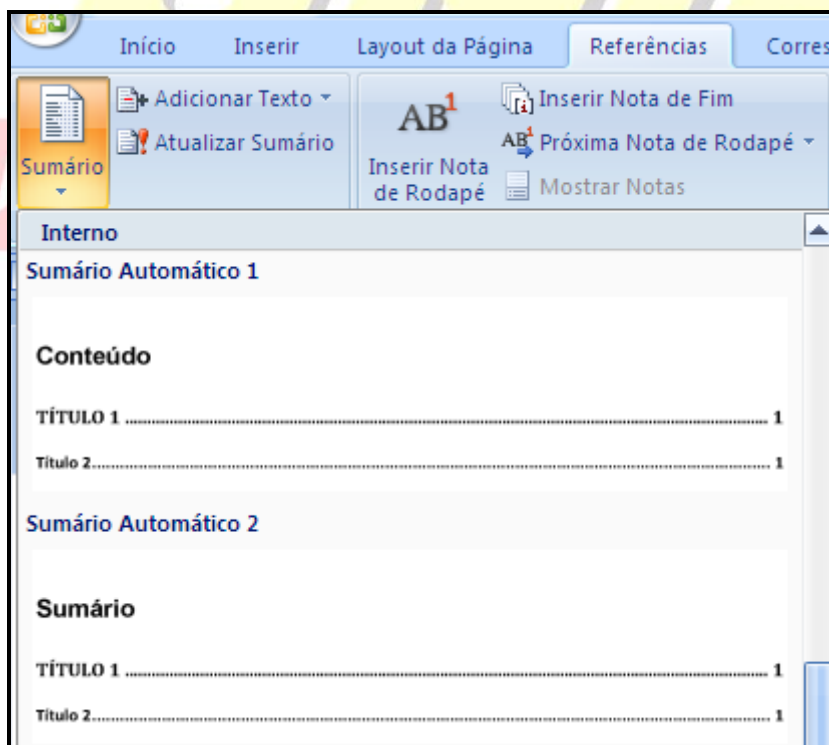 Início Inserir Layout da Página Referências Corres
Sumário
Adicionar Texto
Atualizar Sumário
AB1
Inserir Nota
de Rodapé
Inserir Nota de Fim
AB1 Próxima Nota de Rodapé
Mostrar Notas
Interno
Sumário Automático 1
Conteúdo
TÍTULO 1 ........................................ 1
Título 2........................................ 1
Sumário Automático 2
Sumário
TÍTULO 1 ........................................ 1
Título 2........................................ 1